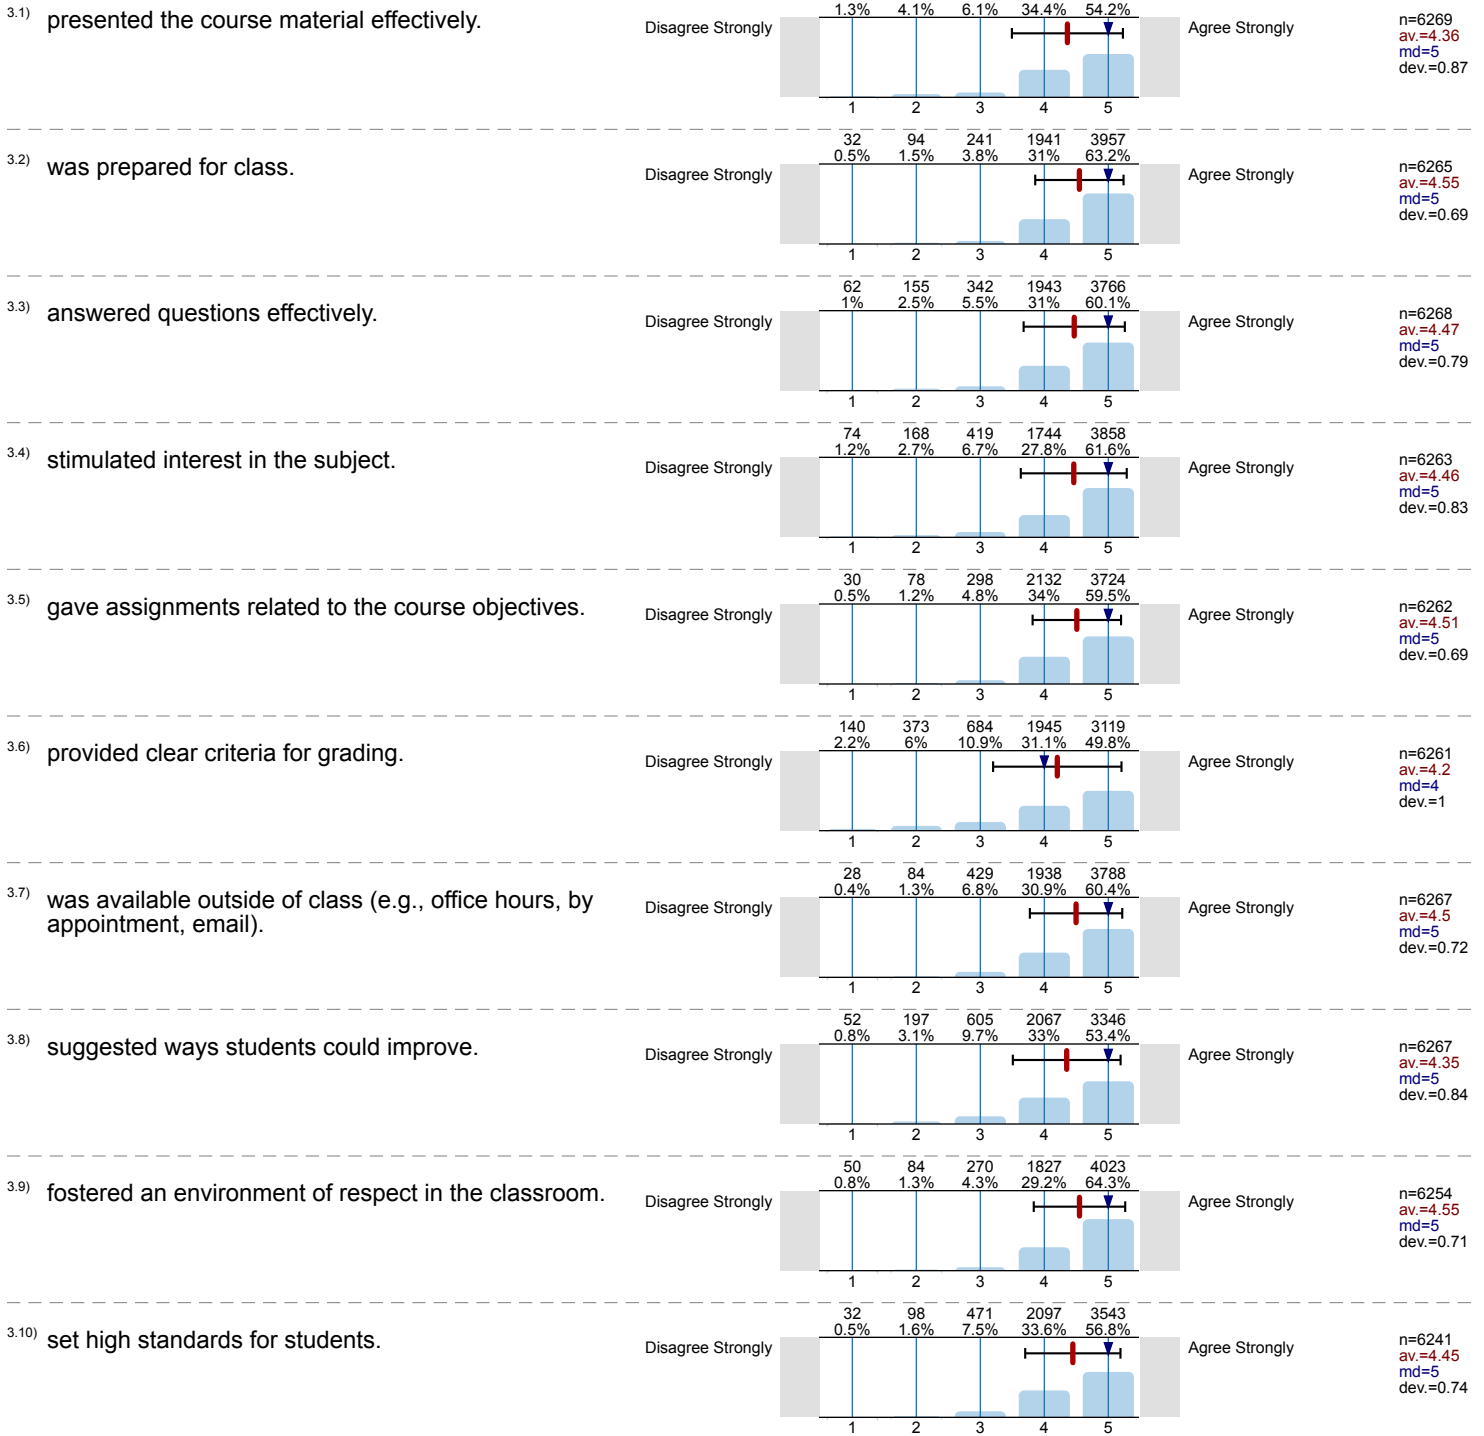 3.1) presented the course material effectively.
Disagree Strongly
1.3% 4.1% 6.1% 34.4% 54.2%
1 2 3 4 5
Agree Strongly
n=6269
av.=4.36
md=5
dev.=0.87
3.2) was prepared for class.
Disagree Strongly
32 94 241 1941 3957
0.5% 1.5% 3.8% 31% 63.2%
1 2 3 4 5
Agree Strongly
n=6265
av.=4.55
md=5
dev.=0.69
3.3) answered questions effectively.
Disagree Strongly
62 155 342 1943 3766
1% 2.5% 5.5% 31% 60.1%
1 2 3 4 5
Agree Strongly
n=6268
av.=4.47
md=5
dev.=0.79
3.4) stimulated interest in the subject.
Disagree Strongly
74 168 419 1744 3858
1.2% 2.7% 6.7% 27.8% 61.6%
1 2 3 4 5
Agree Strongly
n=6263
av.=4.46
md=5
dev.=0.83
3.5) gave assignments related to the course objectives.
Disagree Strongly
30 78 298 2132 3724
0.5% 1.2% 4.8% 34% 59.5%
1 2 3 4 5
Agree Strongly
n=6262
av.=4.51
md=5
dev.=0.69
3.6) provided clear criteria for grading.
Disagree Strongly
140 373 684 1945 3119
2.2% 6% 10.9% 31.1% 49.8%
1 2 3 4 5
Agree Strongly
n=6261
av.=4.2
md=4
dev.=1
3.7) was available outside of class (e.g., office hours, by
appointment, email).
Disagree Strongly
28 84 429 1938 3788
0.4% 1.3% 6.8% 30.9% 60.4%
1 2 3 4 5
Agree Strongly
n=6267
av.=4.5
md=5
dev.=0.72
3.8) suggested ways students could improve.
Disagree Strongly
52 197 605 2067 3346
0.8% 3.1% 9.7% 33% 53.4%
1 2 3 4 5
Agree Strongly
n=6267
av.=4.35
md=5
dev.=0.84
3.9) fostered an environment of respect in the classroom.
Disagree Strongly
50 84 270 1827 4023
0.8% 1.3% 4.3% 29.2% 64.3%
1 2 3 4 5
Agree Strongly
n=6254
av.=4.55
md=5
dev.=0.71
3.10) set high standards for students.
Disagree Strongly
32 98 471 2097 3543
0.5% 1.6% 7.5% 33.6% 56.8%
1 2 3 4 5
Agree Strongly
n=6241
av.=4.45
md=5
dev.=0.74